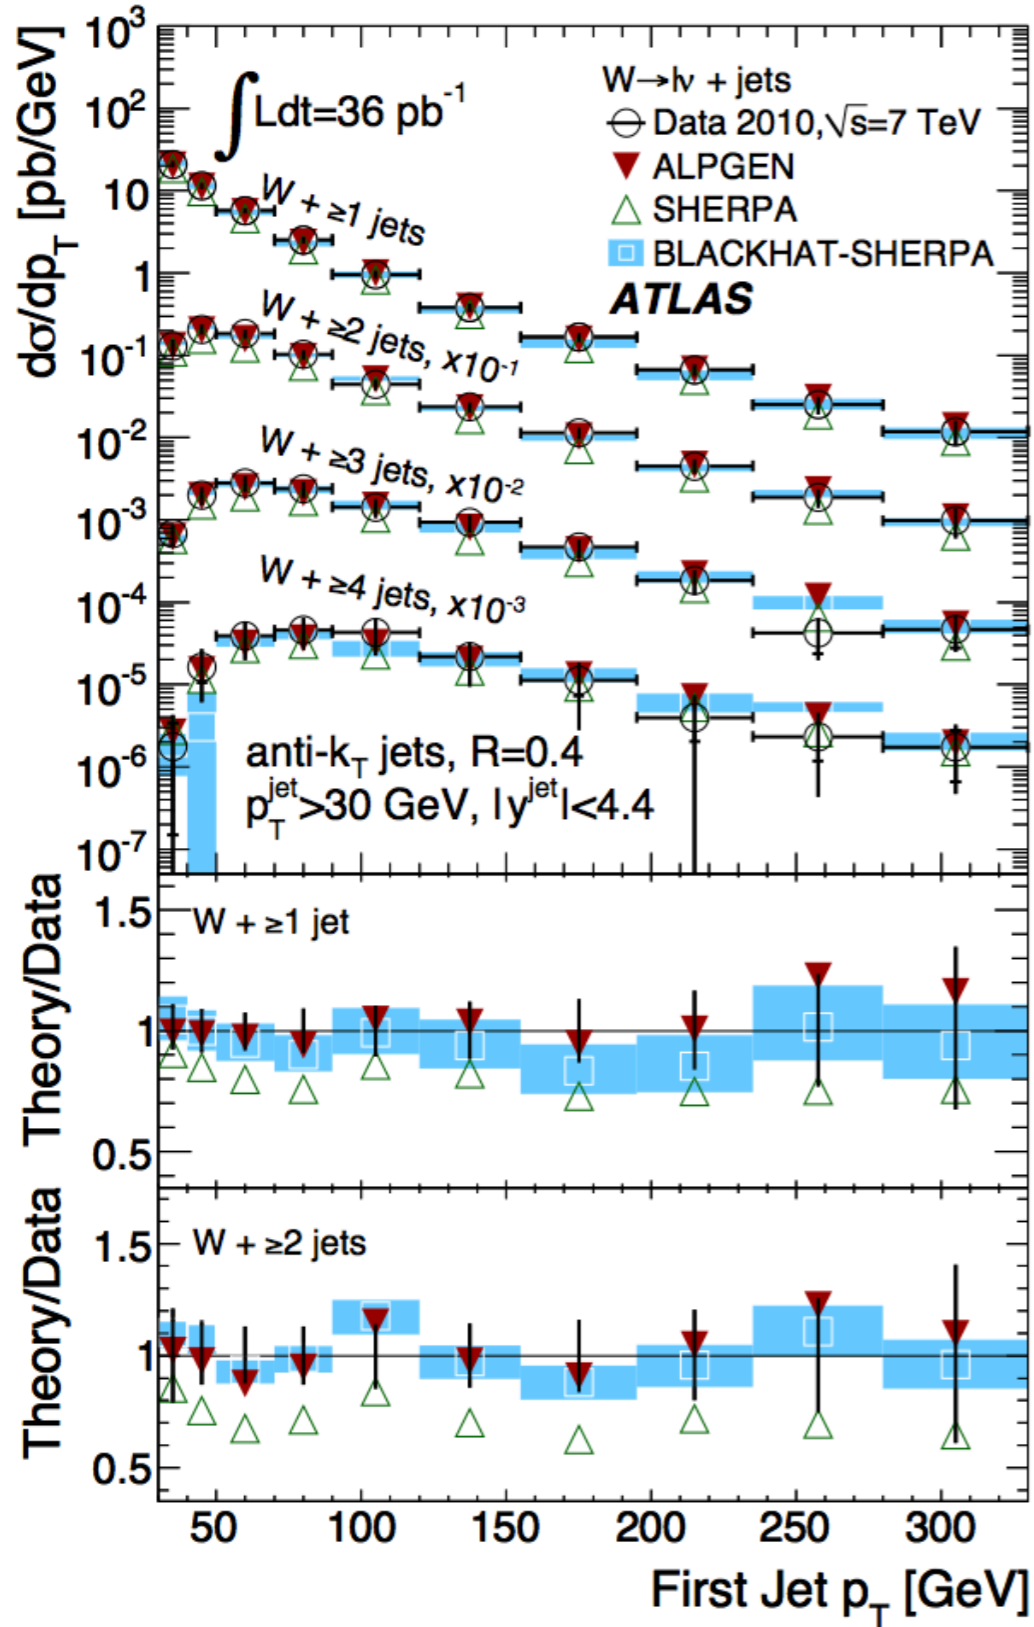 dσ/dp_T [pb/GeV]
10³
10²
10
1
10⁻¹
10⁻²
10⁻³
10⁻⁴
10⁻⁵
10⁻⁶
10⁻⁷
∫Ldt=36 pb⁻¹
W→lν + jets
Data 2010,√s=7 TeV
ALPGEN
SHERPA
BLACKHAT-SHERPA
ATLAS
W + ≥1 jets
W + ≥2 jets, x10⁻¹
W + ≥3 jets, x10⁻²
W + ≥4 jets, x10⁻³
anti-k_T jets, R=0.4
p_T^jet>30 GeV, |y^jet|<4.4
Theory/Data
1.5
1
0.5
W + ≥1 jet
Theory/Data
1.5
1
0.5
W + ≥2 jets
50 100 150 200 250 300
First Jet p_T [GeV]